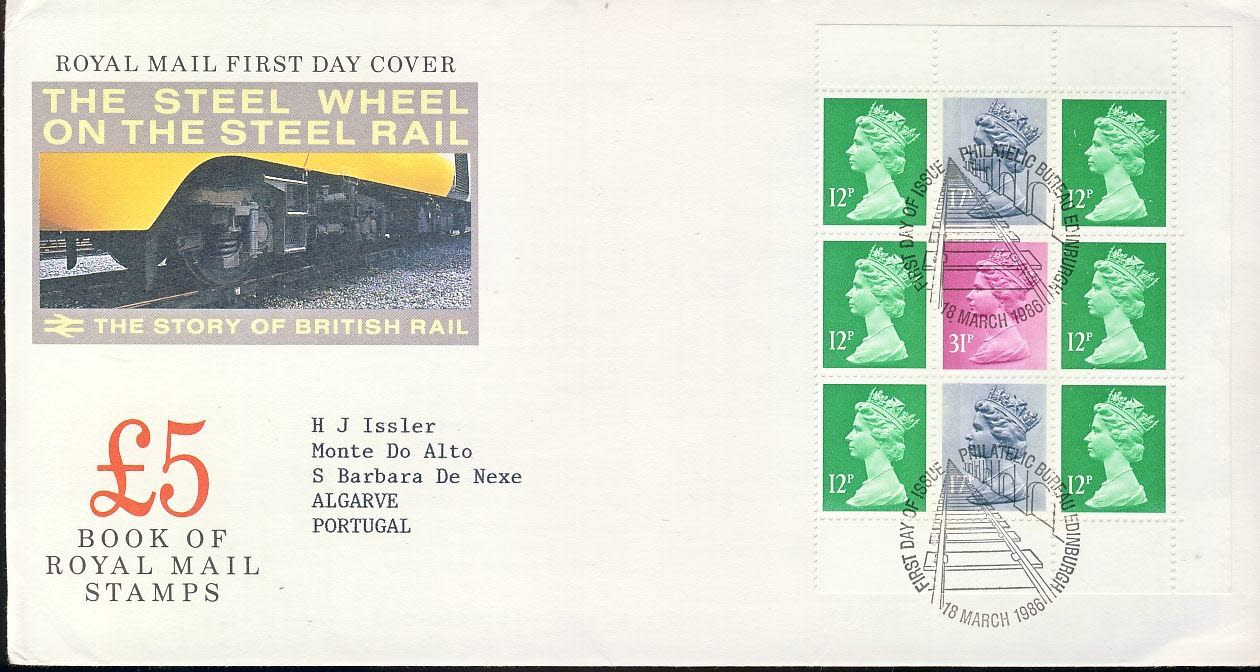 ROYAL MAIL FIRST DAY COVER
THE STEEL WHEEL
ON THE STEEL RAIL
THE STORY OF BRITISH RAIL
£5
BOOK OF
ROYAL MAIL
STAMPS
H J Issler
Monte Do Alto
S Barbara De Nexe
ALGARVE
PORTUGAL
12P
17P
12P
12P
31P
12P
12P
17P
12P
FIRST DAY OF ISSUE PHILATELIC BUREAU EDINBURGH
18 MARCH 1986
FIRST DAY OF ISSUE PHILATELIC BUREAU EDINBURGH
18 MARCH 1986